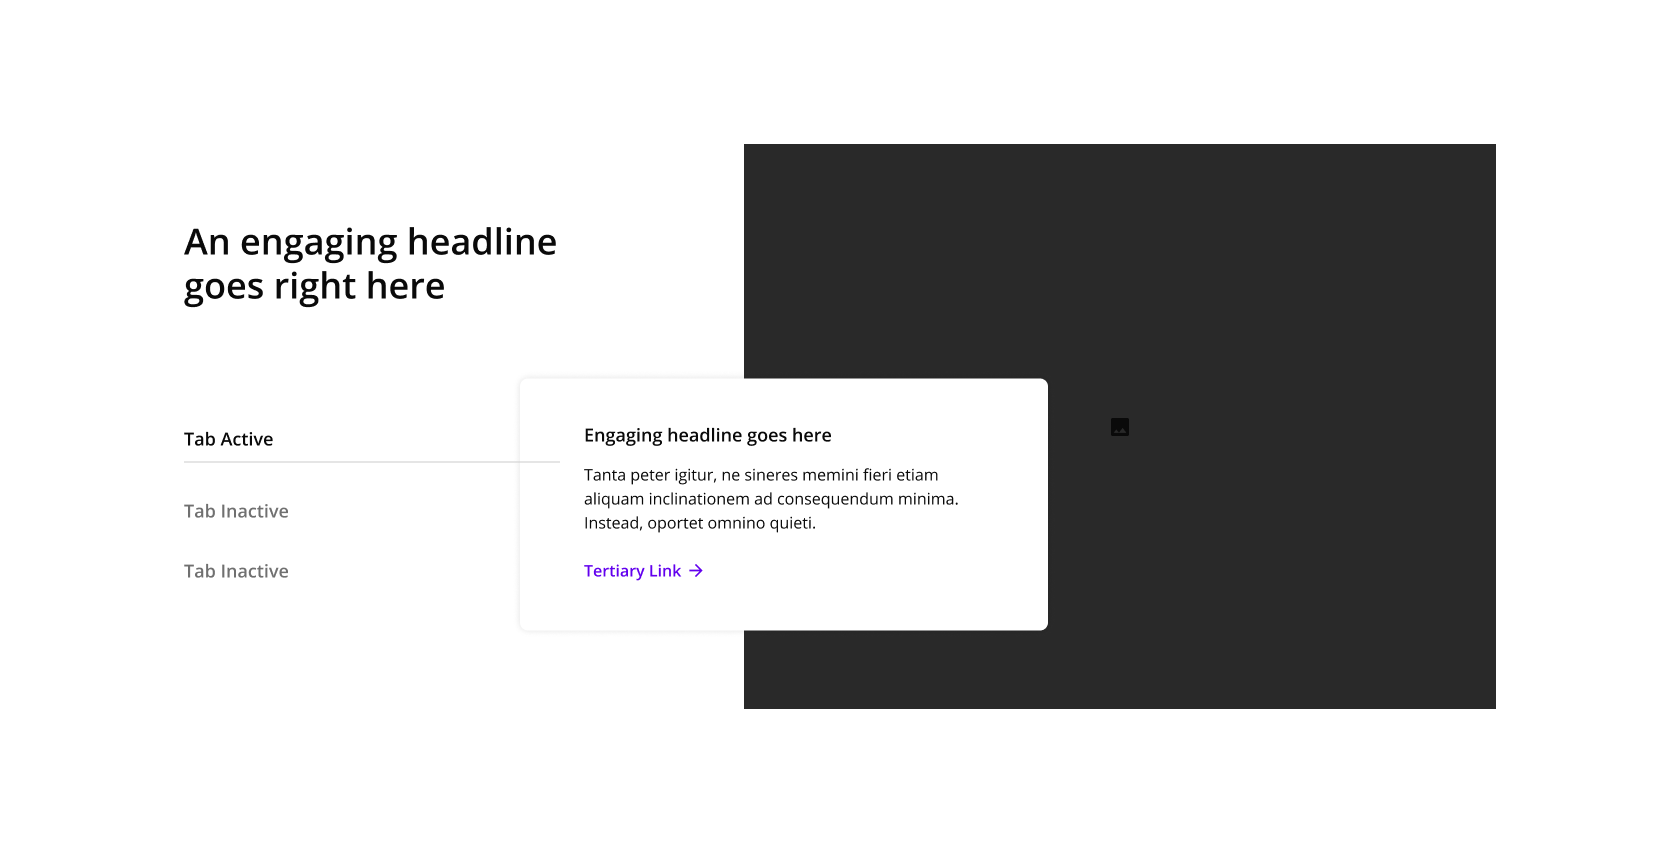 An engaging headline
goes right here
Tab Active
Tab Inactive
Tab Inactive
Engaging headline goes here
Tanta peter igitur, ne sineres memini fieri etiam
aliquam inclinationem ad consequendum minima.
Instead, oportet omnino quieti.
Tertiary Link →